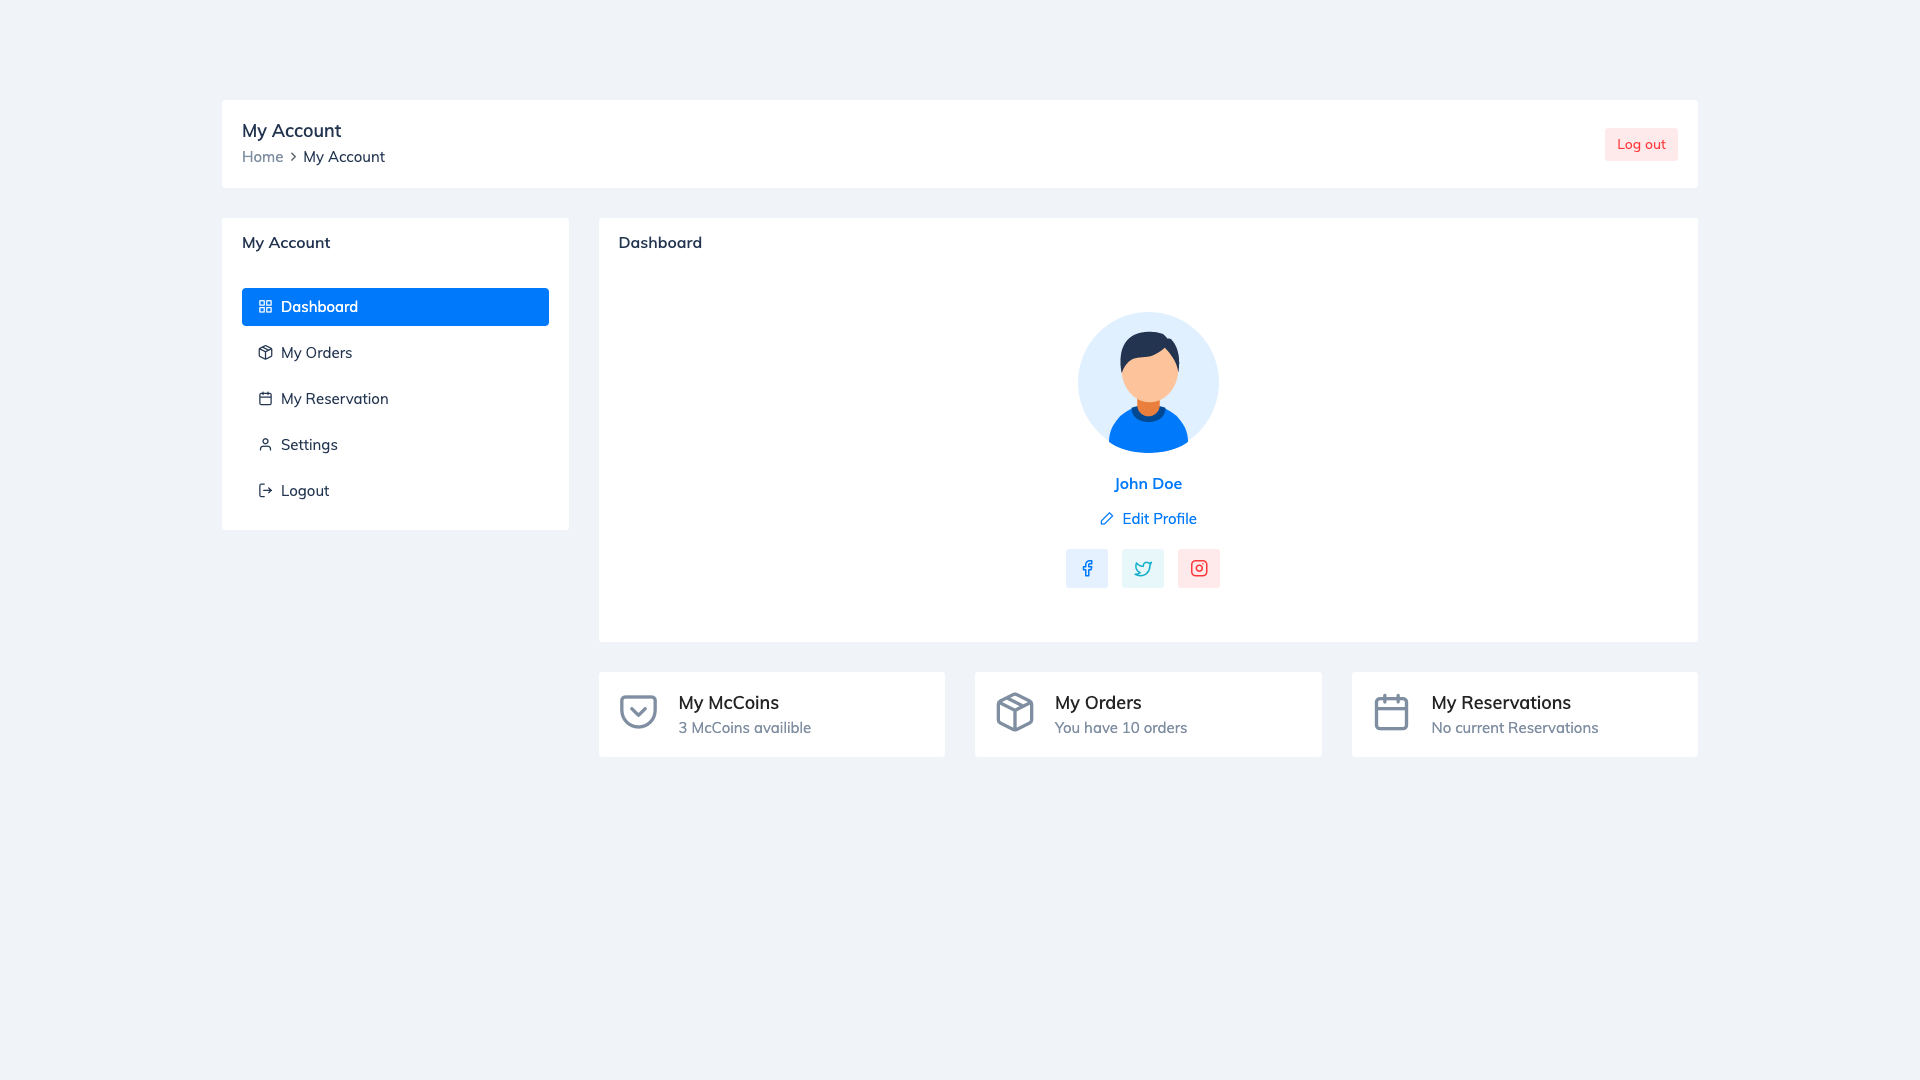 My Account
Home > My Account
Log out
My Account
Dashboard
My Orders
My Reservation
Settings
Logout
Dashboard
John Doe
Edit Profile
My McCoins
3 McCoins availible
My Orders
You have 10 orders
My Reservations
No current Reservations